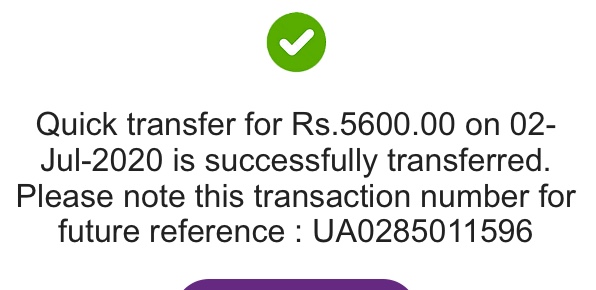 Quick transfer for Rs.5600.00 on 02-
Jul-2020 is successfully transferred.
Please note this transaction number for
future reference : UA0285011596